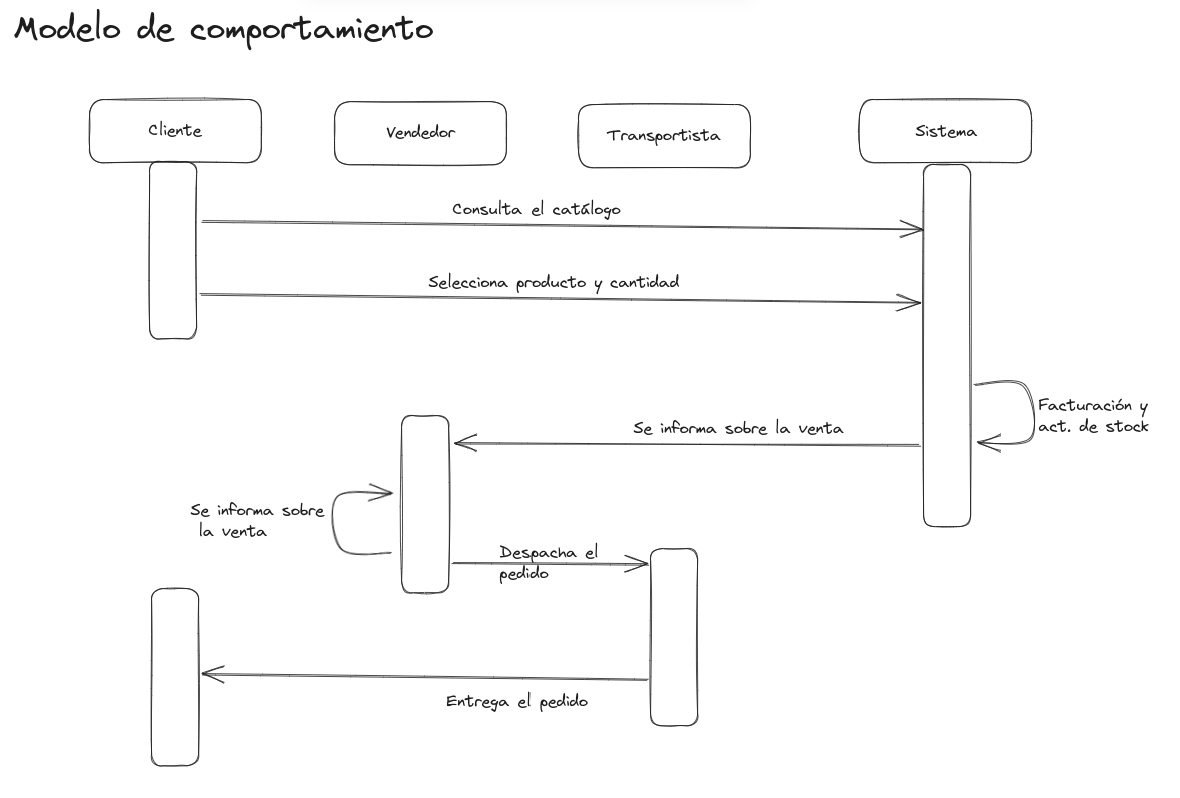 Modelo de comportamiento
Cliente
Vendedor
Transportista
Sistema
Consulta el catálogo
Selecciona producto y cantidad
Facturación y
act. de stock
Se informa sobre la venta
Se informa sobre
la venta
Despacha el
pedido
Entrega el pedido